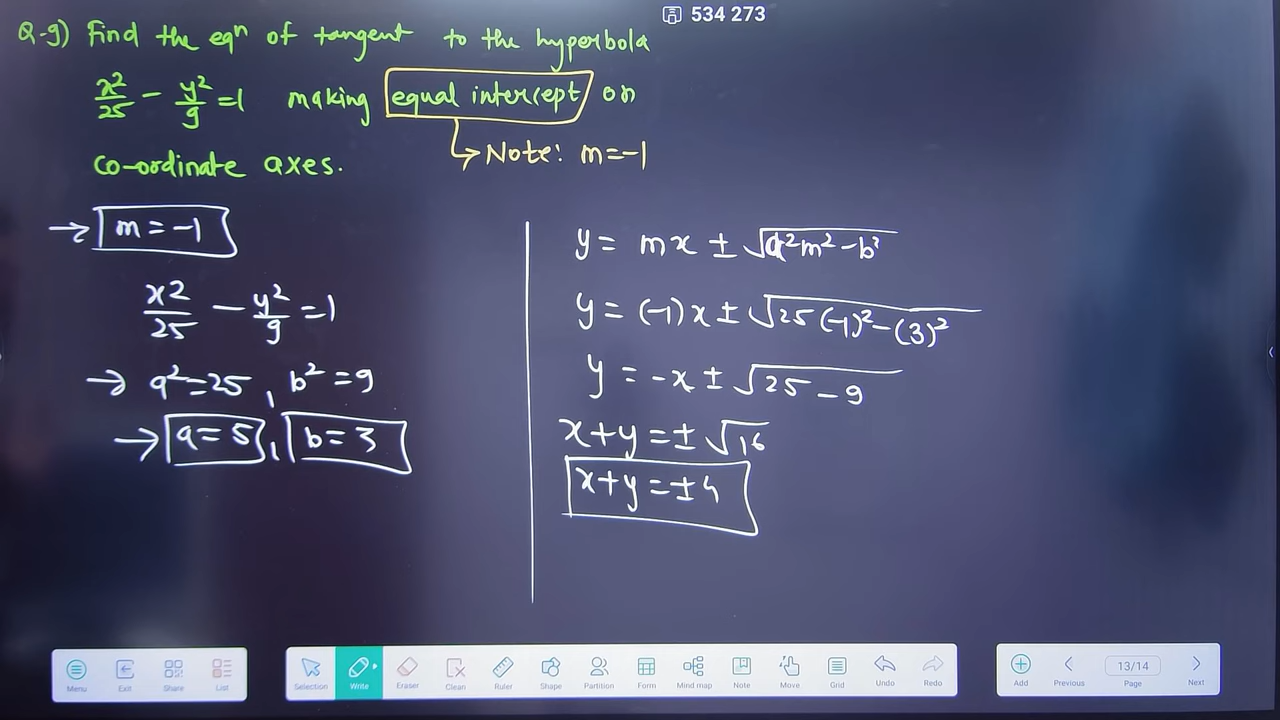 534 273
Q-9) Find the eqⁿ of tangent to the hyperbola
x²/25 - y²/9 = 1 making equal intercept on
→ Note: m=-1
co-ordinate axes.
→ m = -1
x²/25 - y²/9 = 1
→ a²=25, b²=9
→ a=5, b=3
y = mx ± √a²m²-b²
y = (-1)x ± √25(-1)²-(3)²
y = -x ± √25-9
x+y = ± √16
x+y = ±4
Menu Exit Share List Selection Write Eraser Clean Ruler Shape Partition Form Mind map Note Move Grid Undo Redo Add Previous 13/14 Page Next